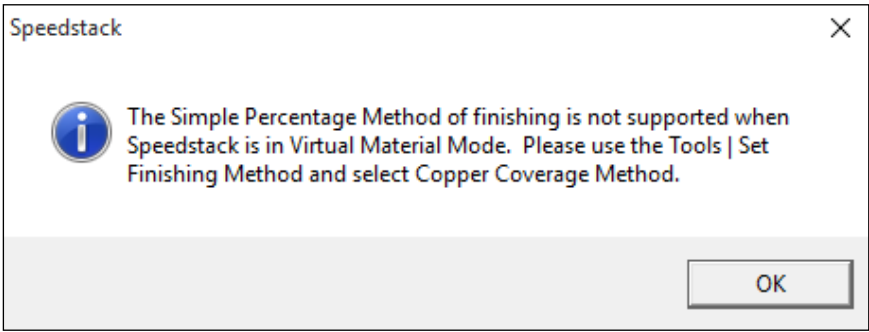 Speedstack
The Simple Percentage Method of finishing is not supported when
Speedstack is in Virtual Material Mode.  Please use the Tools | Set
Finishing Method and select Copper Coverage Method.
OK